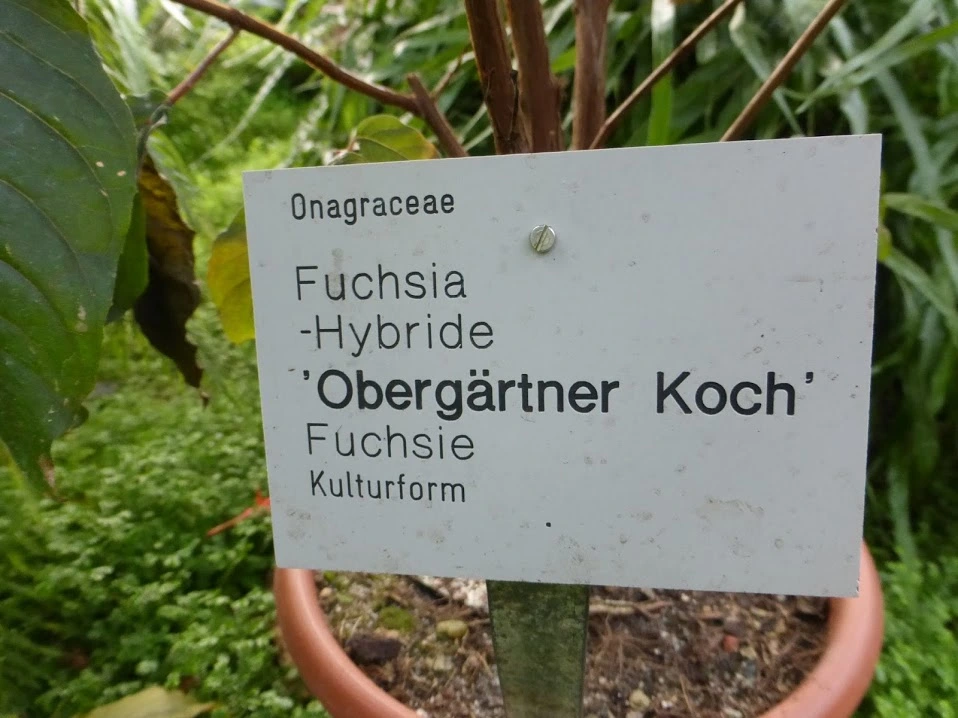 Onagraceae
Fuchsia
-Hybride
'Obergärtner Koch'
Fuchsie
Kulturform